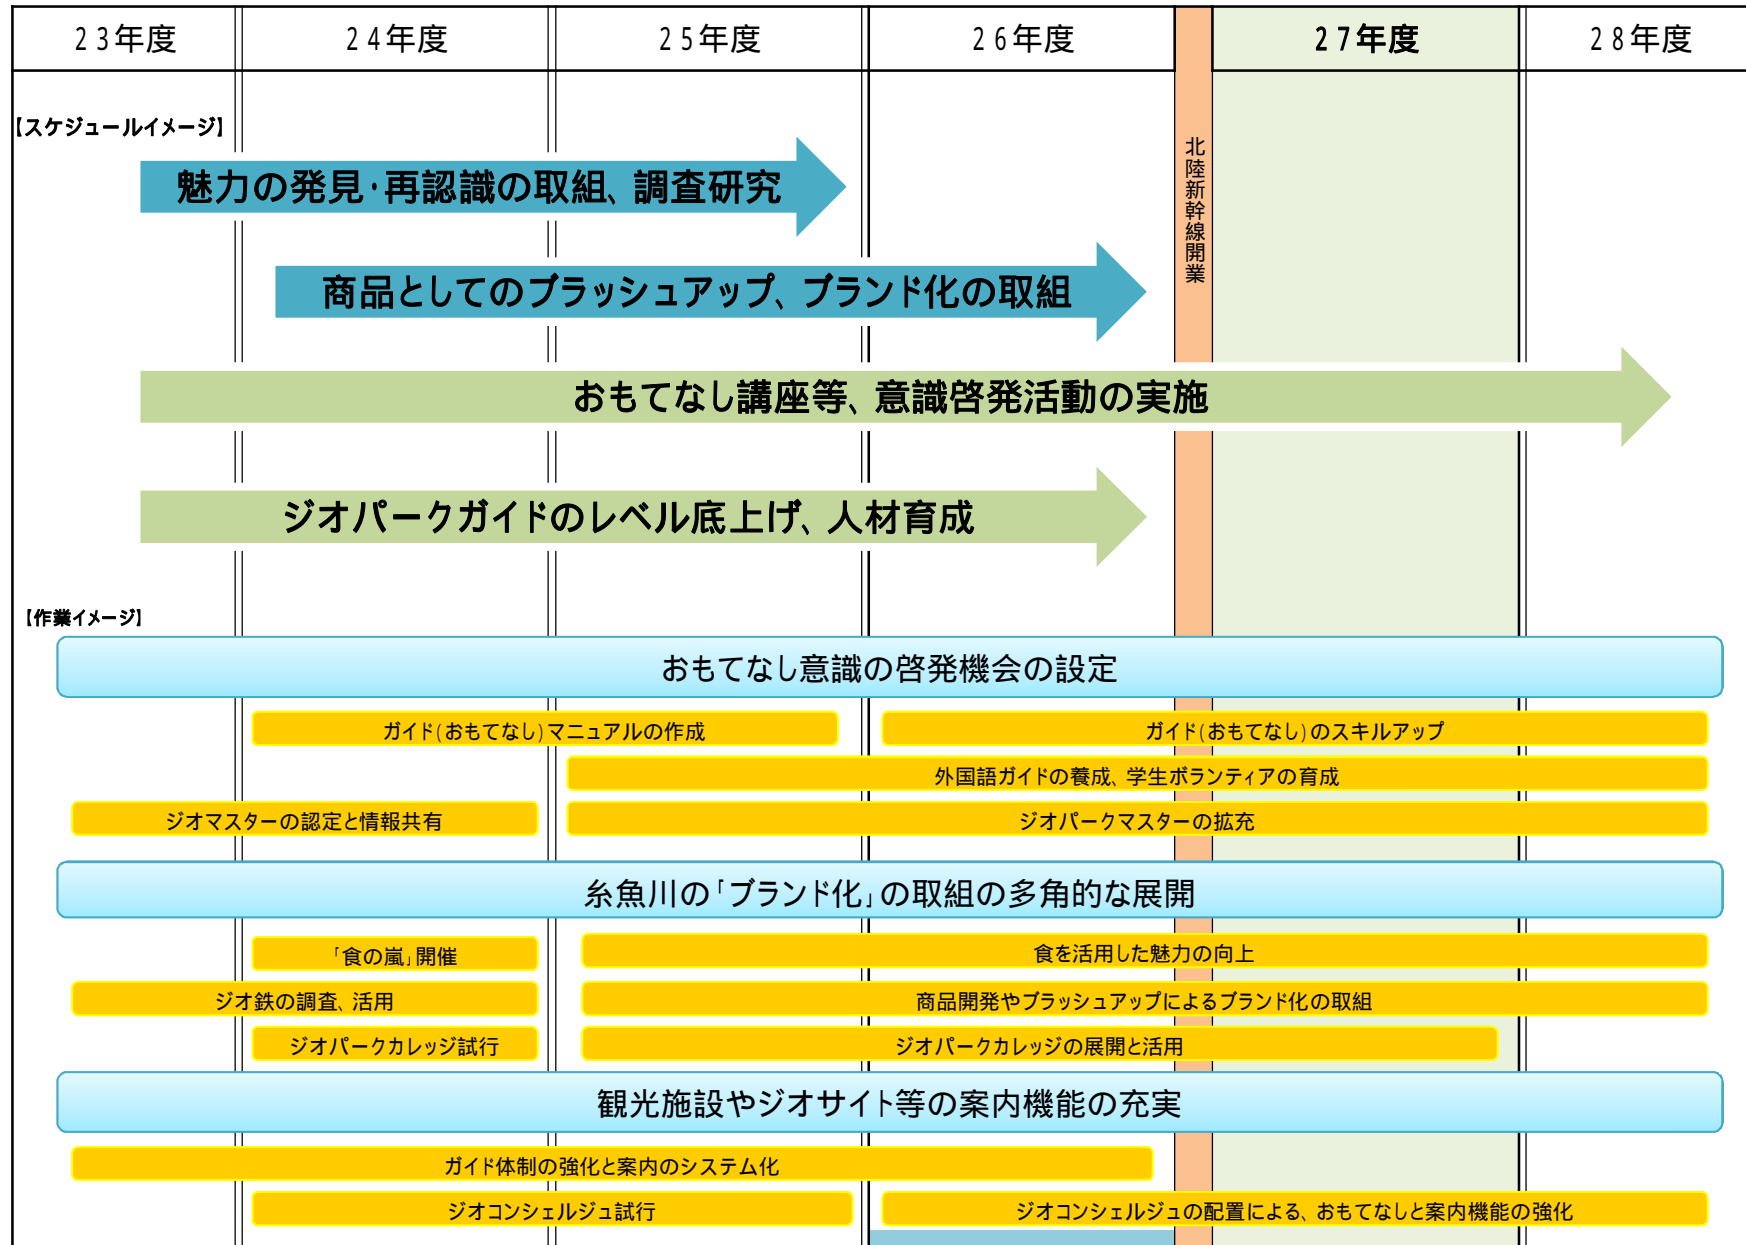 23年度 24年度 25年度 26年度 27年度 28年度
【スケジュールイメージ】
北陸新幹線開業
魅力の発見・再認識の取組、調査研究
商品としてのブラッシュアップ、ブランド化の取組
おもてなし講座等、意識啓発活動の実施
ジオパークガイドのレベル底上げ、人材育成
【作業イメージ】
おもてなし意識の啓発機会の設定
ガイド(おもてなし)マニュアルの作成 ガイド(おもてなし)のスキルアップ
外国語ガイドの養成、学生ボランティアの育成
ジオマスターの認定と情報共有 ジオパークマスターの拡充
糸魚川の「ブランド化」の取組の多角的な展開
「食の嵐」開催 食を活用した魅力の向上
ジオ鉄の調査、活用 商品開発やブラッシュアップによるブランド化の取組
ジオパークカレッジ試行 ジオパークカレッジの展開と活用
観光施設やジオサイト等の案内機能の充実
ガイド体制の強化と案内のシステム化
ジオコンシェルジュ試行 ジオコンシェルジュの配置による、おもてなしと案内機能の強化